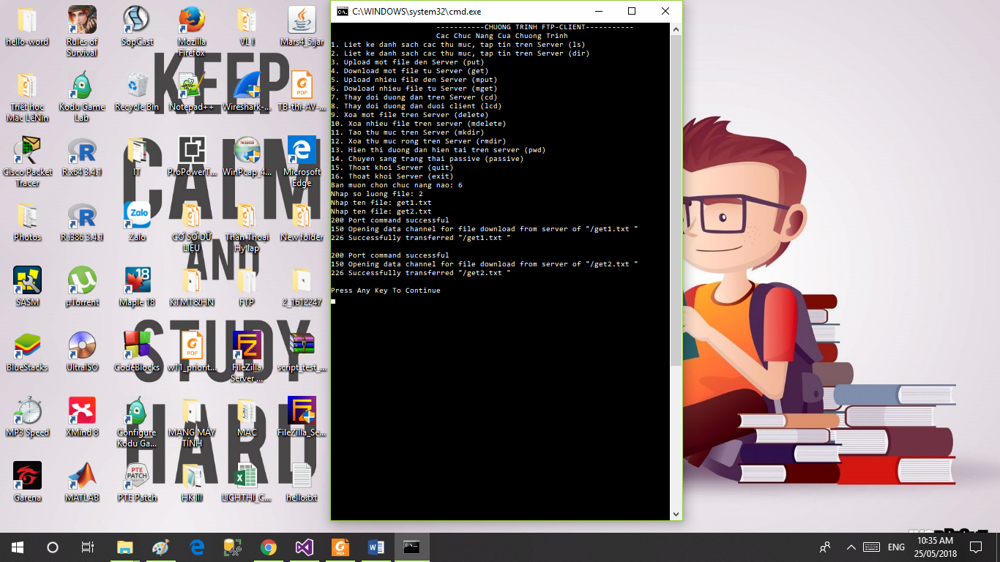 C:\WINDOWS\system32\cmd.exe
-----------CHUONG TRINH FTP-CLIENT-----------
Cac Chuc Nang Cua Chuong Trinh
1. Liet ke danh sach cac thu muc, tap tin tren Server (ls)
2. Liet ke danh sach cac thu muc, tap tin tren Server (dir)
3. Upload mot file den Server (put)
4. Download mot file tu Server (get)
5. Upload nhieu file den Server (mput)
6. Dowload nhieu file tu Server (mget)
7. Thay doi duong dan tren Server (cd)
8. Thay doi duong dan duoi client (lcd)
9. Xoa mot file tren Server (delete)
10. Xoa nhieu file tren server (mdelete)
11. Tao thu muc tren Server (mkdir)
12. Xoa thu muc rong tren Server (rmdir)
13. Hien thi duong dan hien tai tren server (pwd)
14. Chuyen sang trang thai passive (passive)
15. Thoat khoi Server (quit)
16. Thoat khoi Server (exit)
Ban muon chon chuc nang nao: 6
Nhap so luong file: 2
Nhap ten file: get1.txt
Nhap ten file: get2.txt
200 Port command successful
150 Opening data channel for file download from server of "/get1.txt "
226 Successfully transferred "/get1.txt "
200 Port command successful
150 Opening data channel for file download from server of "/get2.txt "
226 Successfully transferred "/get2.txt "
Press Any Key To Continue
hello-word
Rules of Survival
SopCast
Mozilla Firefox
VL I
Mars4_5.jar
Triết học Mác LêNin
Kodu Game Lab
Recycle Bin
Notepad++
Wireshark-...
TB-thi-AV-...
Cisco Packet Tracer
R x64 3.4.1
IT
ProPowerT...
WinPcap_4...
Microsoft Edge
Photos
R i386 3.4.1
Zalo
CƠ SỞ DỮ LIỆU
Thần Thoại Hy lạp
New folder
SASM
µTorrent
Maple 18
KTMT&HN
FTP
2_1612247
BlueStacks
UltraISO
CodeBlocks
w11_priorit...
FileZilla Server ...
script_test_...
MP3 Speed
XMind 8
Configure Kodu Ga...
MẠNG MÁY TÍNH
MAC
FileZilla_Se...
Garena
MATLAB
PTE Patch
HK III
LICHTHI_C...
hello.txt
KEEP
CALM
AND
STUDY
HARD
ENG
10:35 AM
25/05/2018